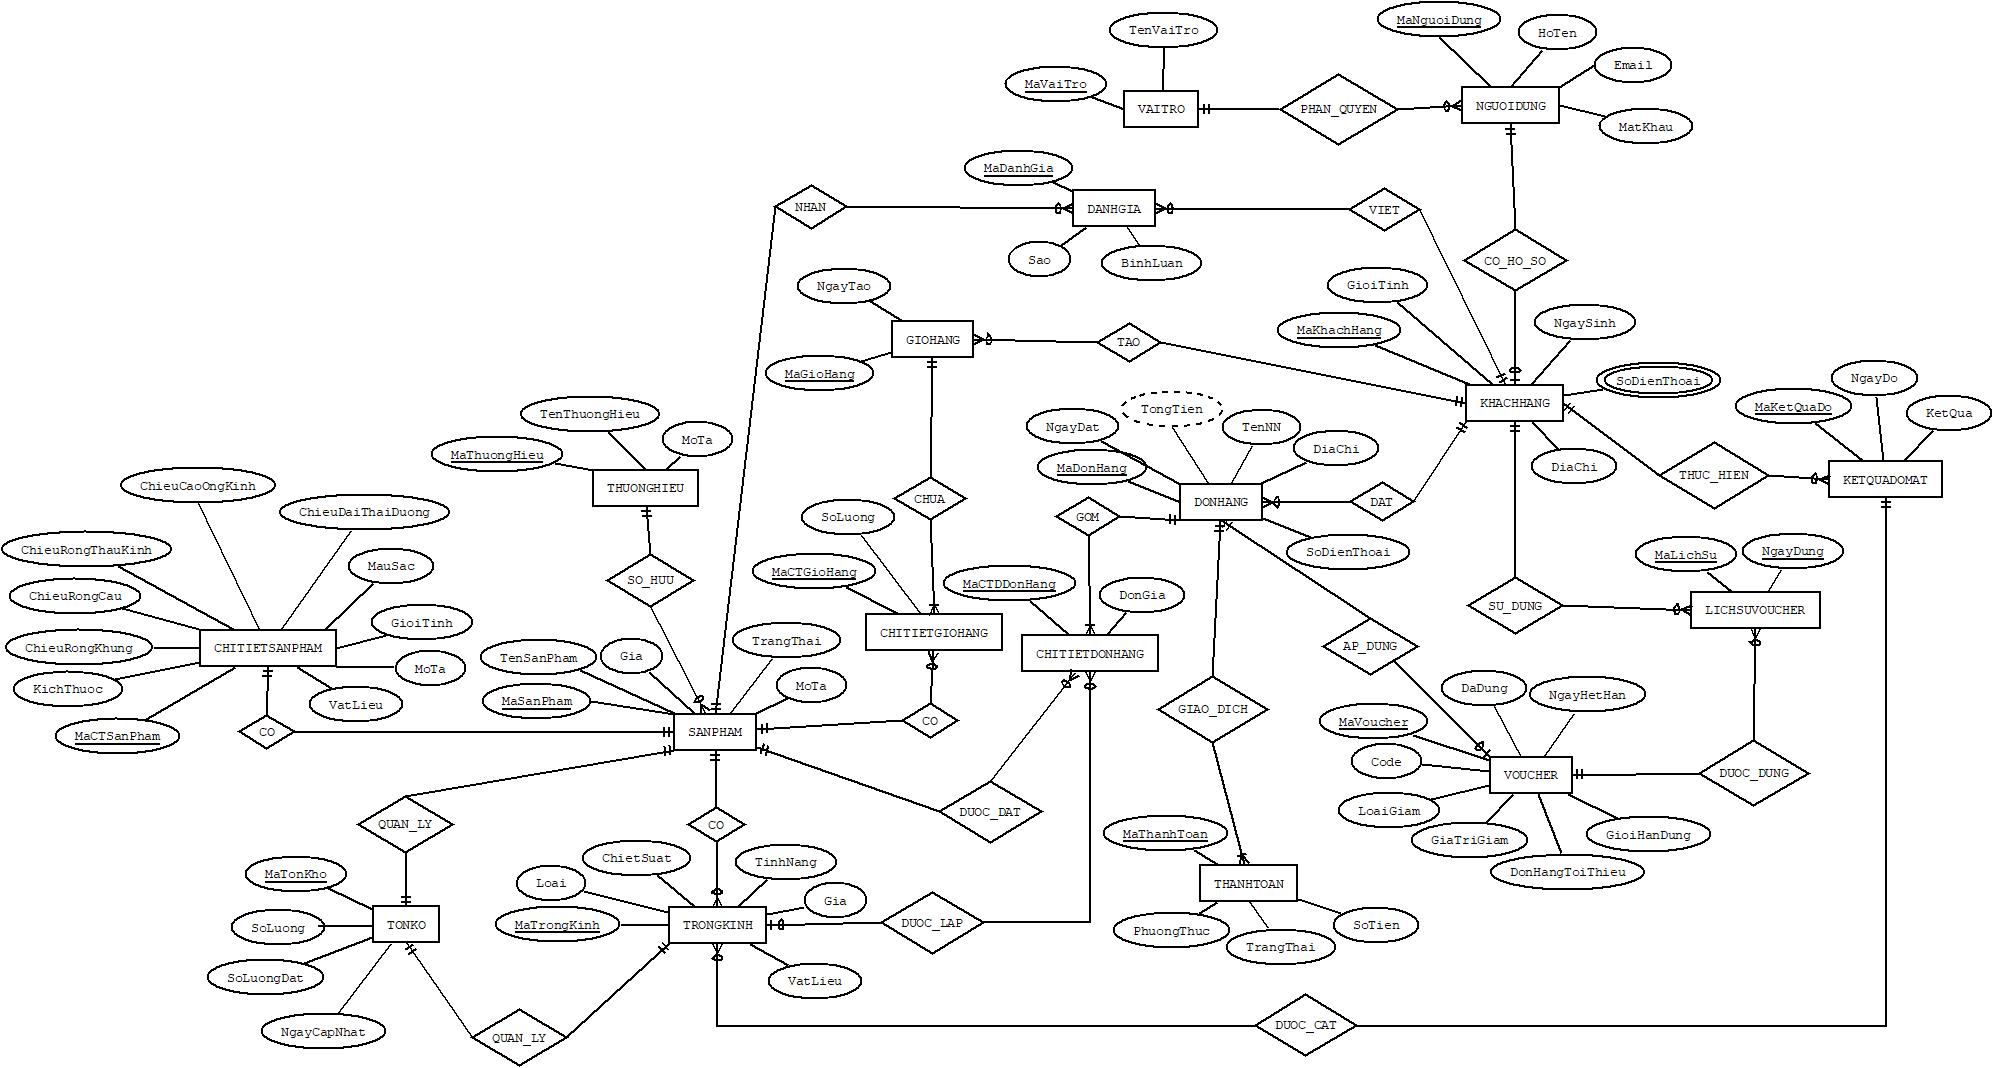 TenVaiTro
MaVaiTro
VAITRO
PHAN_QUYEN
MaNguoiDung
HoTen
Email
NGUOIDUNG
MatKhau
MaDanhGia
NHAN
DANHGIA
VIET
Sao
BinhLuan
CO_HO_SO
NgayTao
GIOHANG
MaGioHang
TAO
GioiTinh
MaKhachHang
NgaySinh
SoDienThoai
KHACHHANG
DiaChi
NgayDo
MaKetQuaDo
KetQua
THUC_HIEN
KETQUADOMAT
TenThuongHieu
MaThuongHieu
MoTa
THUONGHIEU
TongTien
NgayDat
TenNN
DiaChi
MaDonHang
DONHANG
DAT
SoDienThoai
CHUA
GOM
SoLuong
MaCTGioHang
CHITIETGIOHANG
MaCTDDonHang
DonGia
CHITIETDONHANG
ChieuCaoOngKinh
ChieuDaiThaiDuong
ChieuRongThauKinh
MauSac
ChieuRongCau
GioiTinh
CHITIETSANPHAM
ChieuRongKhung
MoTa
KichThuoc
VatLieu
MaCTSanPham
CO
SO_HUU
TenSanPham
Gia
TrangThai
MoTa
MaSanPham
SANPHAM
CO
MaLichSu
NgayDung
SU_DUNG
LICHSUVOUCHER
AP_DUNG
GIAO_DICH
DaDung
NgayHetHan
MaVoucher
Code
VOUCHER
DUOC_DUNG
LoaiGiam
GiaTriGiam
GioiHanDung
DonHangToiThieu
QUAN_LY
CO
DUOC_DAT
MaTonKho
SoLuong
TONKO
SoLuongDat
NgayCapNhat
QUAN_LY
ChietSuat
TinhNang
Loai
Gia
MaTrongKinh
TRONGKINH
DUOC_LAP
VatLieu
MaThanhToan
THANHTOAN
PhuongThuc
TrangThai
SoTien
DUOC_CAT